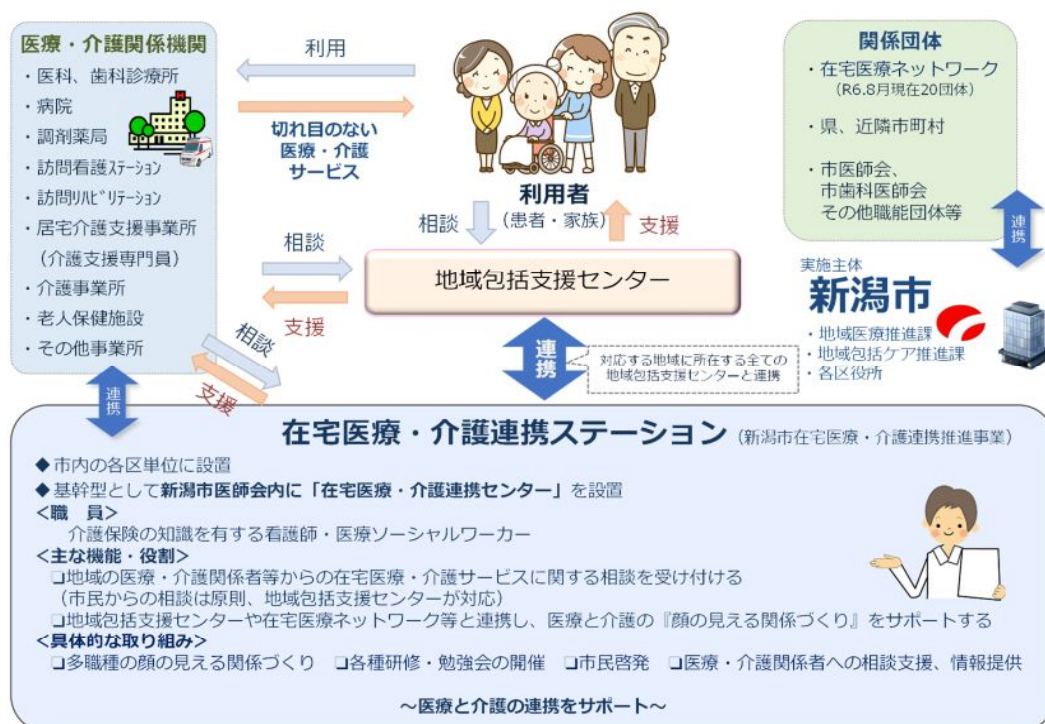 医療・介護関係機関
・医科、歯科診療所
・病院
・調剤薬局
・訪問看護ステーション
・訪問リハビリテーション
・居宅介護支援事業所
（介護支援専門員）
・介護事業所
・老人保健施設
・その他事業所
利用
切れ目のない
医療・介護
サービス
利用者
（患者・家族）
相談
支援
関係団体
・在宅医療ネットワーク
（R6.8月現在20団体）
・県、近隣市町村
・市医師会、
市歯科医師会
その他職能団体等
連携
相談
支援
地域包括支援センター
実施主体
新潟市
・地域医療推進課
・地域包括ケア推進課
・各区役所
相談
支援
連携
連携
対応する地域に所在する全ての
地域包括支援センターと連携
在宅医療・介護連携ステーション（新潟市在宅医療・介護連携推進事業）
◆市内の各区単位に設置
◆基幹型として新潟市医師会内に「在宅医療・介護連携センター」を設置
＜職　員＞
介護保険の知識を有する看護師・医療ソーシャルワーカー
＜主な機能・役割＞
❑地域の医療・介護関係者等からの在宅医療・介護サービスに関する相談を受け付ける
（市民からの相談は原則、地域包括支援センターが対応）
❑地域包括支援センターや在宅医療ネットワーク等と連携し、医療と介護の『顔の見える関係づくり』をサポートする
＜具体的な取り組み＞
❑多職種の顔の見える関係づくり　❑各種研修・勉強会の開催　❑市民啓発　❑医療・介護関係者への相談支援、情報提供
～医療と介護の連携をサポート～